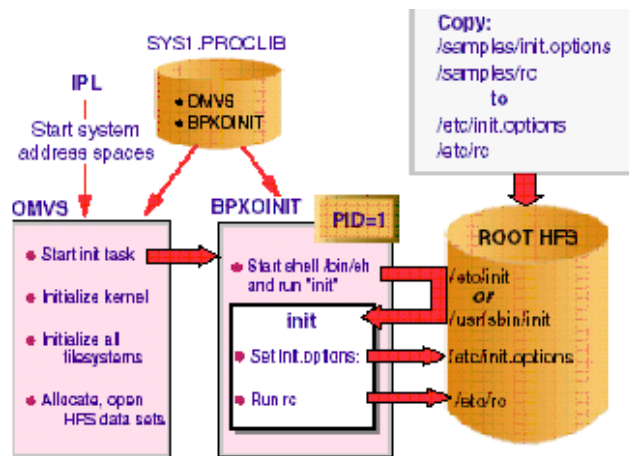 SYS1.PROCLIB
IPL
• OMVS
• BPXOINIT
Start system
address spaces
Copy:
/samples/init.options
/samples/rc
to
/etc/init.options
/etc/rc
OMVS
• Start init task
• Initialize kernel
• Initialize all
filesystems
• Allocate, open
HFS data sets
BPXOINIT
PID=1
• Start shell /bin/sh
and run "init"
init
• Set init.options:
• Run rc
ROOT HFS
/etc/init
or
/usr/sbin/init
/etc/init.options
/etc/rc